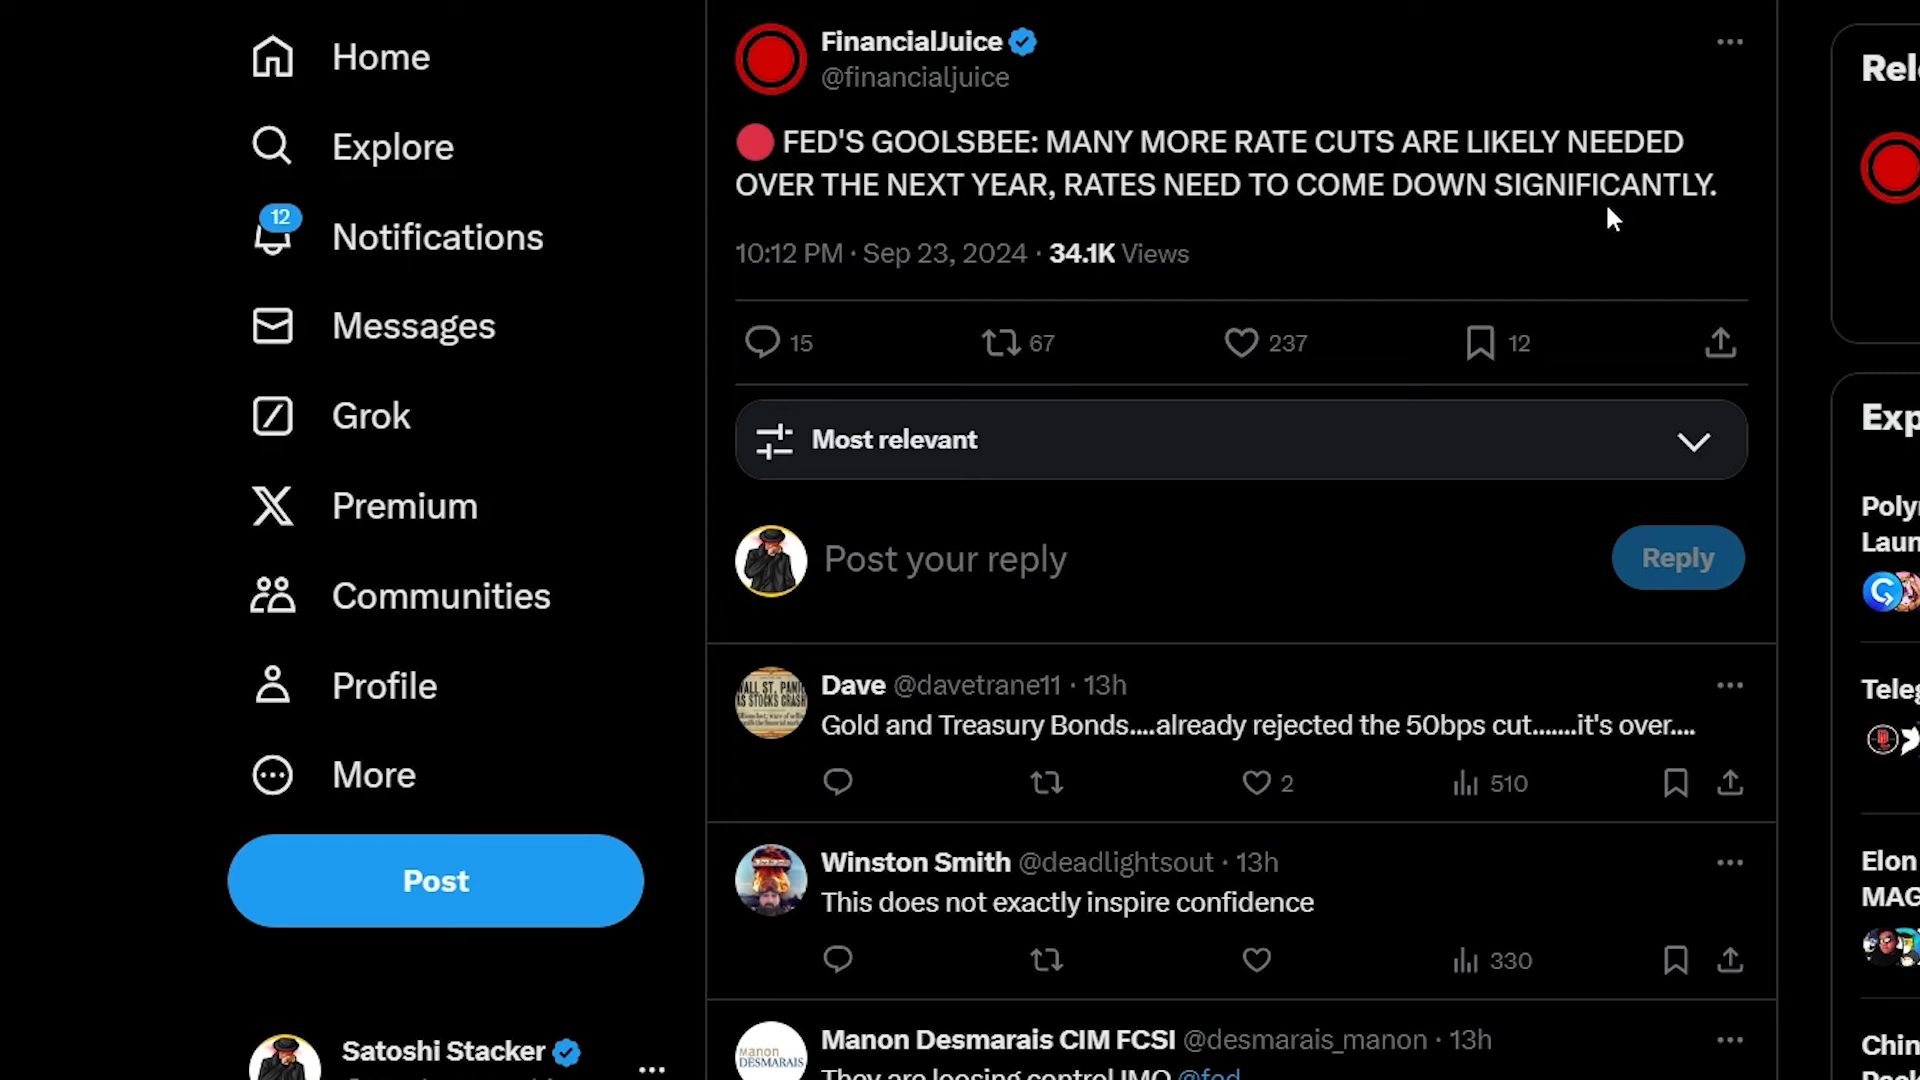 Home
Explore
12
Notifications
Messages
Grok
Premium
Communities
Profile
More
Post
Satoshi Stacker
FinancialJuice
@financialjuice
FED'S GOOLSBEE: MANY MORE RATE CUTS ARE LIKELY NEEDED
OVER THE NEXT YEAR, RATES NEED TO COME DOWN SIGNIFICANTLY.
10:12 PM · Sep 23, 2024 · 34.1K Views
15 67 237 12
Most relevant
Post your reply
Reply
Dave @davetrane11 · 13h
Gold and Treasury Bonds....already rejected the 50bps cut.......it's over....
2 510
Winston Smith @deadlightsout · 13h
This does not exactly inspire confidence
330
Manon Desmarais CIM FCSI @desmarais_manon · 13h
They are loosing control IMO @fed
manon
DESMARAIS
Rel
Exp
Poly
Laun
Teleg
Elon
MAG
Chin